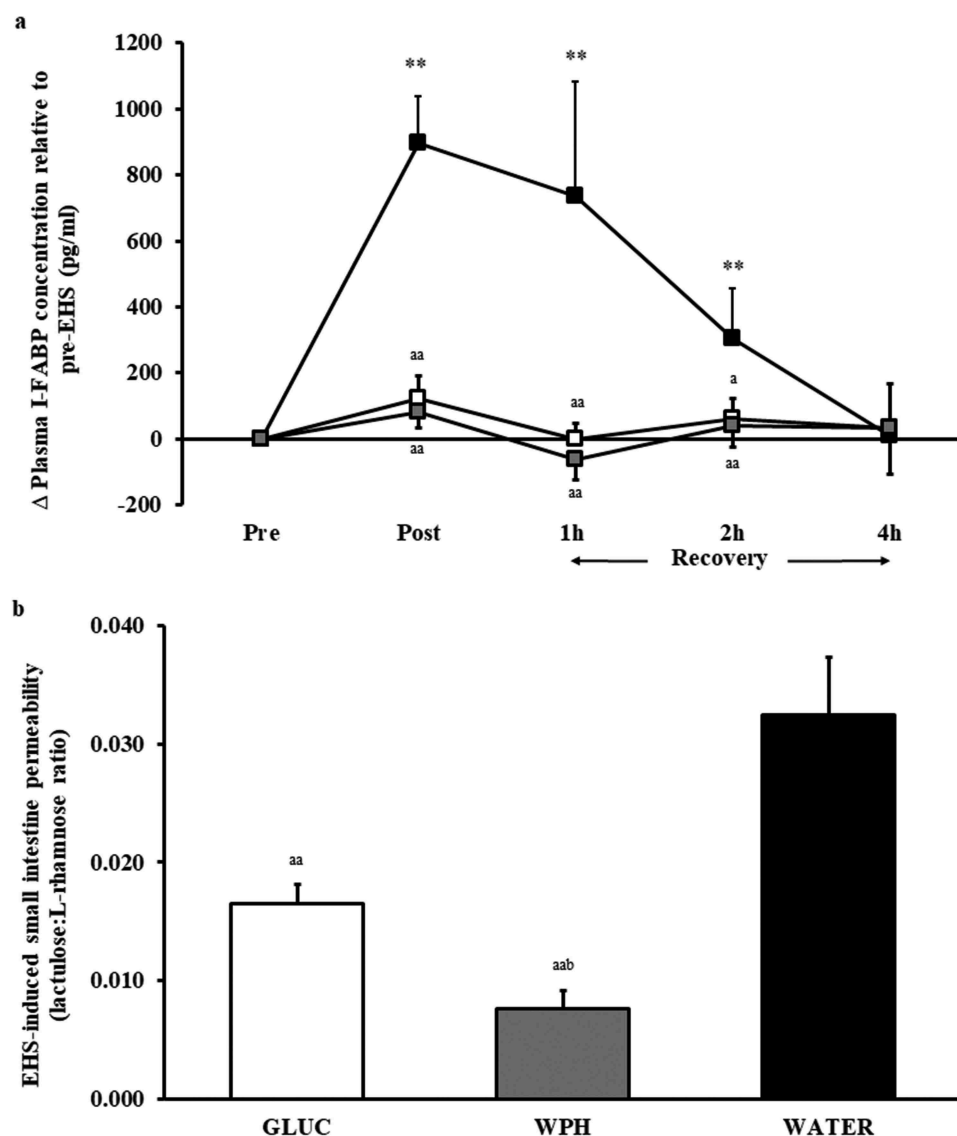 a
Δ Plasma I-FABP concentration relative to
pre-EHS (pg/ml)
1200
1000
800
600
400
200
0
-200
**
**
**
aa
aa
a
aa
aa
aa
Pre
Post
1h
2h
4h
Recovery
b
EHS-induced small intestine permeability
(lactulose:L-rhamnose ratio)
0.040
0.030
0.020
0.010
0.000
aa
aab
GLUC
WPH
WATER